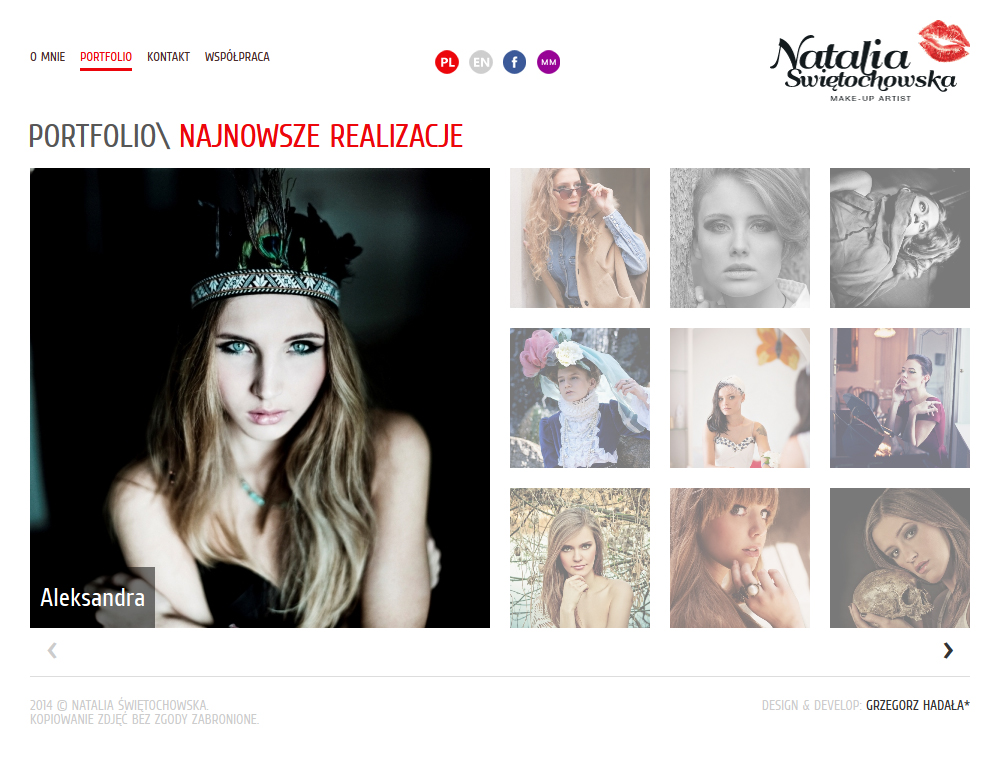 O MNIE PORTFOLIO KONTAKT WSPÓŁPRACA
PL EN f MM
Natalia
Świętochowska
MAKE-UP ARTIST
PORTFOLIO\ NAJNOWSZE REALIZACJE
Aleksandra
2014 © NATALIA ŚWIĘTOCHOWSKA.
KOPIOWANIE ZDJĘĆ BEZ ZGODY ZABRONIONE.
DESIGN & DEVELOP: GRZEGORZ HADAŁA*